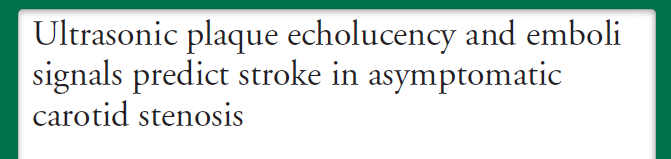 Ultrasonic plaque echolucency and emboli
signals predict stroke in asymptomatic
carotid stenosis